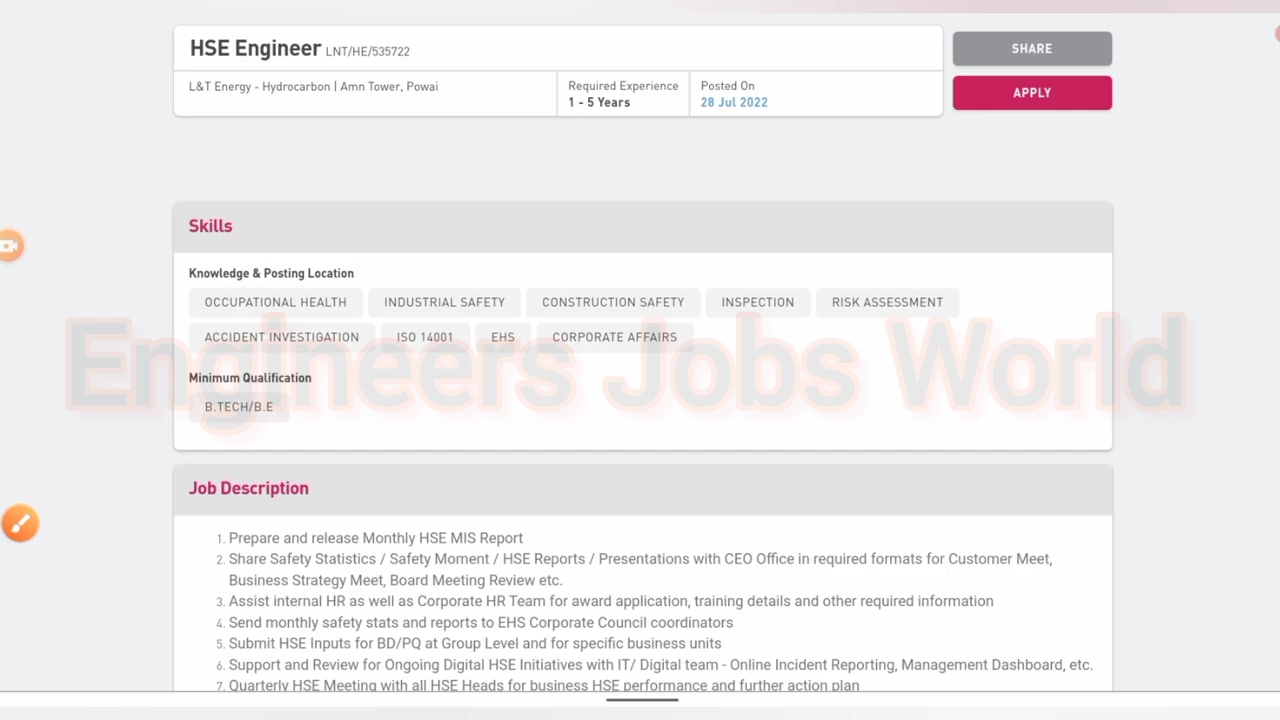 HSE Engineer LNT/HE/535722
SHARE
L&T Energy - Hydrocarbon | Amn Tower, Powai
Required Experience
1 - 5 Years
Posted On
28 Jul 2022
APPLY
Skills
Knowledge & Posting Location
OCCUPATIONAL HEALTH INDUSTRIAL SAFETY CONSTRUCTION SAFETY INSPECTION RISK ASSESSMENT
ACCIDENT INVESTIGATION ISO 14001 EHS CORPORATE AFFAIRS
Engineers Jobs World
Minimum Qualification
B.TECH/B.E
Job Description
1. Prepare and release Monthly HSE MIS Report
2. Share Safety Statistics / Safety Moment / HSE Reports / Presentations with CEO Office in required formats for Customer Meet,
Business Strategy Meet, Board Meeting Review etc.
3. Assist internal HR as well as Corporate HR Team for award application, training details and other required information
4. Send monthly safety stats and reports to EHS Corporate Council coordinators
5. Submit HSE Inputs for BD/PQ at Group Level and for specific business units
6. Support and Review for Ongoing Digital HSE Initiatives with IT/ Digital team - Online Incident Reporting, Management Dashboard, etc.
7. Quarterly HSE Meeting with all HSE Heads for business HSE performance and further action plan